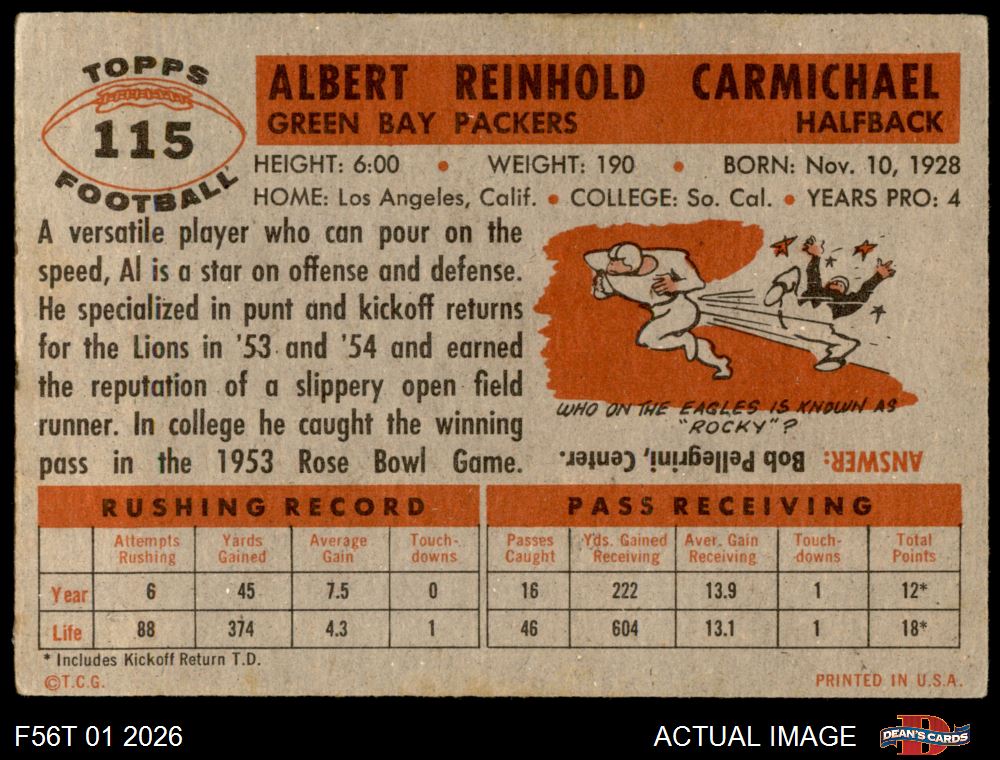 TOPPS
115
FOOTBALL
ALBERT REINHOLD CARMICHAEL
GREEN BAY PACKERS HALFBACK
HEIGHT: 6:00 • WEIGHT: 190 • BORN: Nov. 10, 1928
HOME: Los Angeles, Calif. • COLLEGE: So. Cal. • YEARS PRO: 4
A versatile player who can pour on the
speed, Al is a star on offense and defense.
He specialized in punt and kickoff returns
for the Lions in '53 and '54 and earned
the reputation of a slippery open field
runner. In college he caught the winning
pass in the 1953 Rose Bowl Game.
WHO ON THE EAGLES IS KNOWN AS
"ROCKY"?
ANSWER: Bob Pellegrini, Center.
RUSHING RECORD
Attempts Rushing Yards Gained Average Gain Touch-downs
Year 6 45 7.5 0
Life 88 374 4.3 1
PASS RECEIVING
Passes Caught Yds. Gained Receiving Aver. Gain Receiving Touch-downs Total Points
16 222 13.9 1 12*
46 604 13.1 1 18*
* Includes Kickoff Return T.D.
©T.C.G. PRINTED IN U.S.A.
F56T 01 2026 ACTUAL IMAGE D DEAN'S CARDS